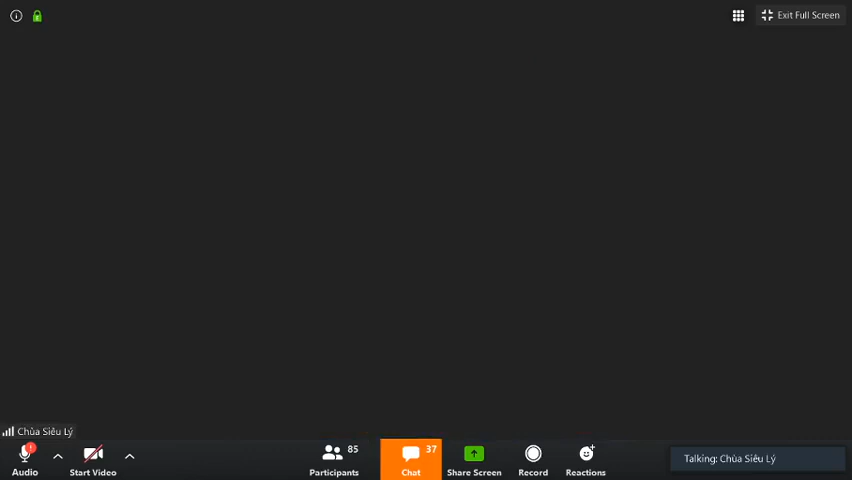 Exit Full Screen
Chùa Siêu Lý
Audio
Start Video
85
Participants
37
Chat
Share Screen
Record
Reactions
Talking: Chùa Siêu Lý